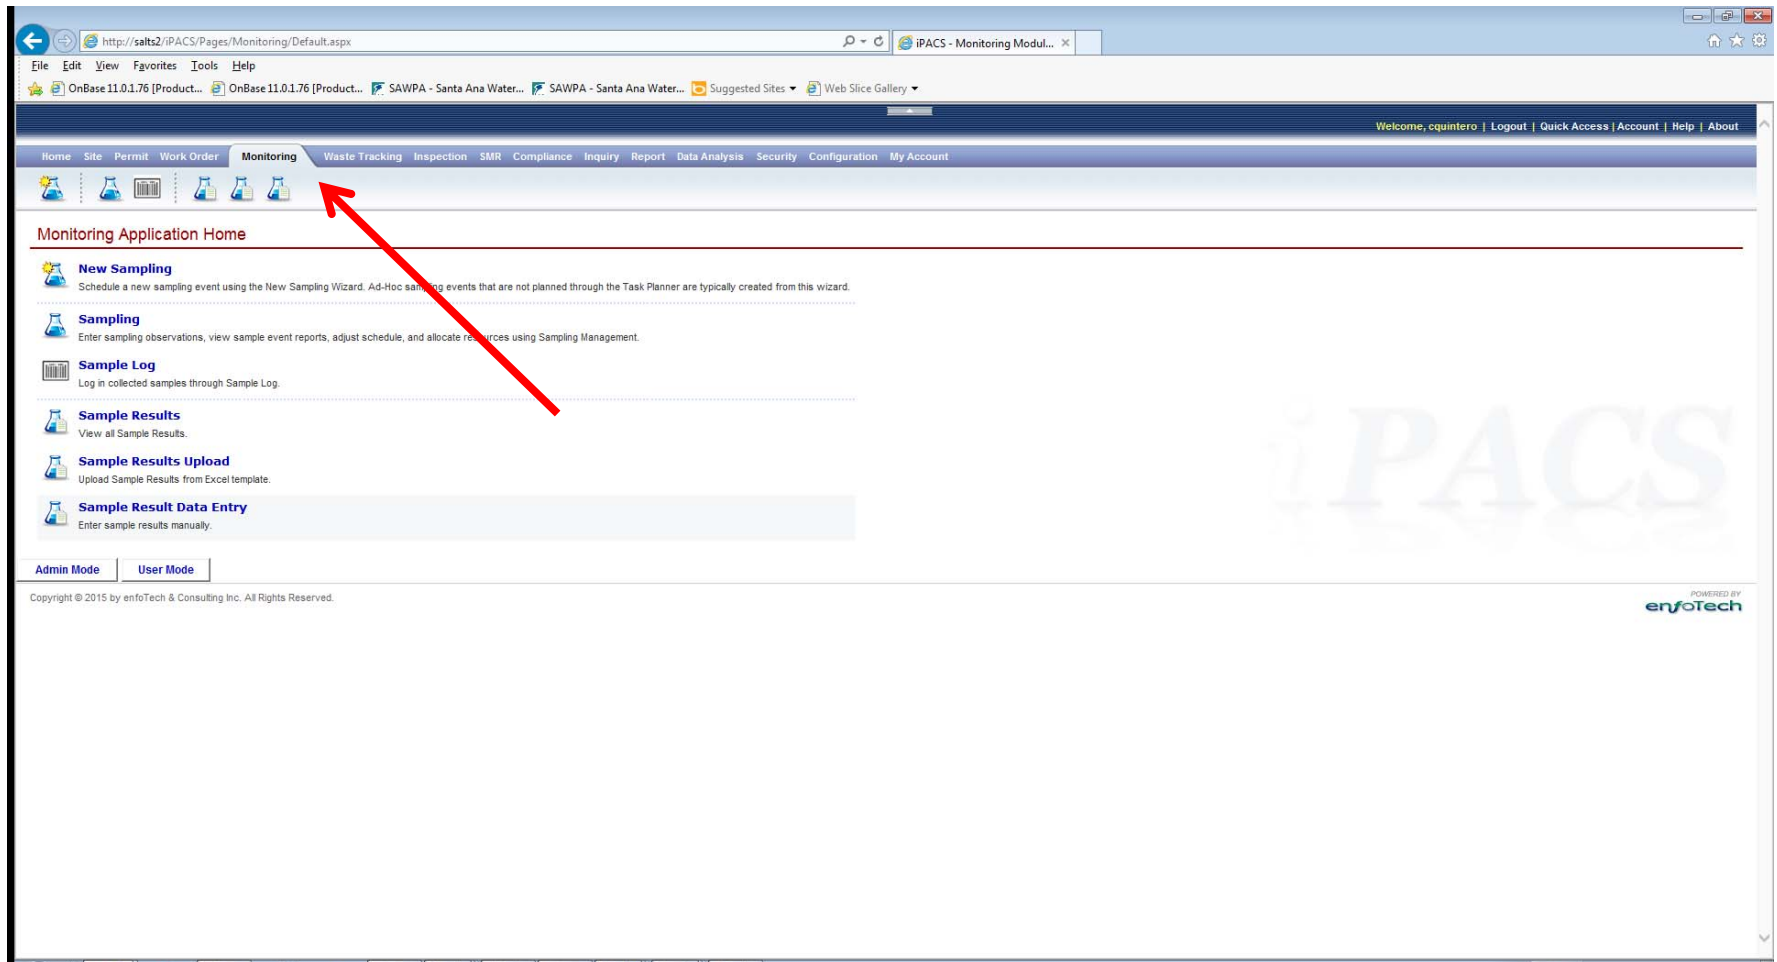 http://salts2/iPACS/Pages/Monitoring/Default.aspx
iPACS - Monitoring Modul...
File Edit View Favorites Tools Help
OnBase 11.0.1.76 [Product... OnBase 11.0.1.76 [Product... SAWPA - Santa Ana Water... SAWPA - Santa Ana Water... Suggested Sites Web Slice Gallery
Welcome, cquintero | Logout | Quick Access | Account | Help | About
Home Site Permit Work Order Monitoring Waste Tracking Inspection SMR Compliance Inquiry Report Data Analysis Security Configuration My Account
Monitoring Application Home
New Sampling
Schedule a new sampling event using the New Sampling Wizard. Ad-Hoc sampling events that are not planned through the Task Planner are typically created from this wizard.
Sampling
Enter sampling observations, view sample event reports, adjust schedule, and allocate resources using Sampling Management.
Sample Log
Log in collected samples through Sample Log.
Sample Results
View all Sample Results.
Sample Results Upload
Upload Sample Results from Excel template.
Sample Result Data Entry
Enter sample results manually.
iPACS
Admin Mode User Mode
Copyright © 2015 by enfoTech & Consulting Inc. All Rights Reserved.
POWERED BY
enfoTech